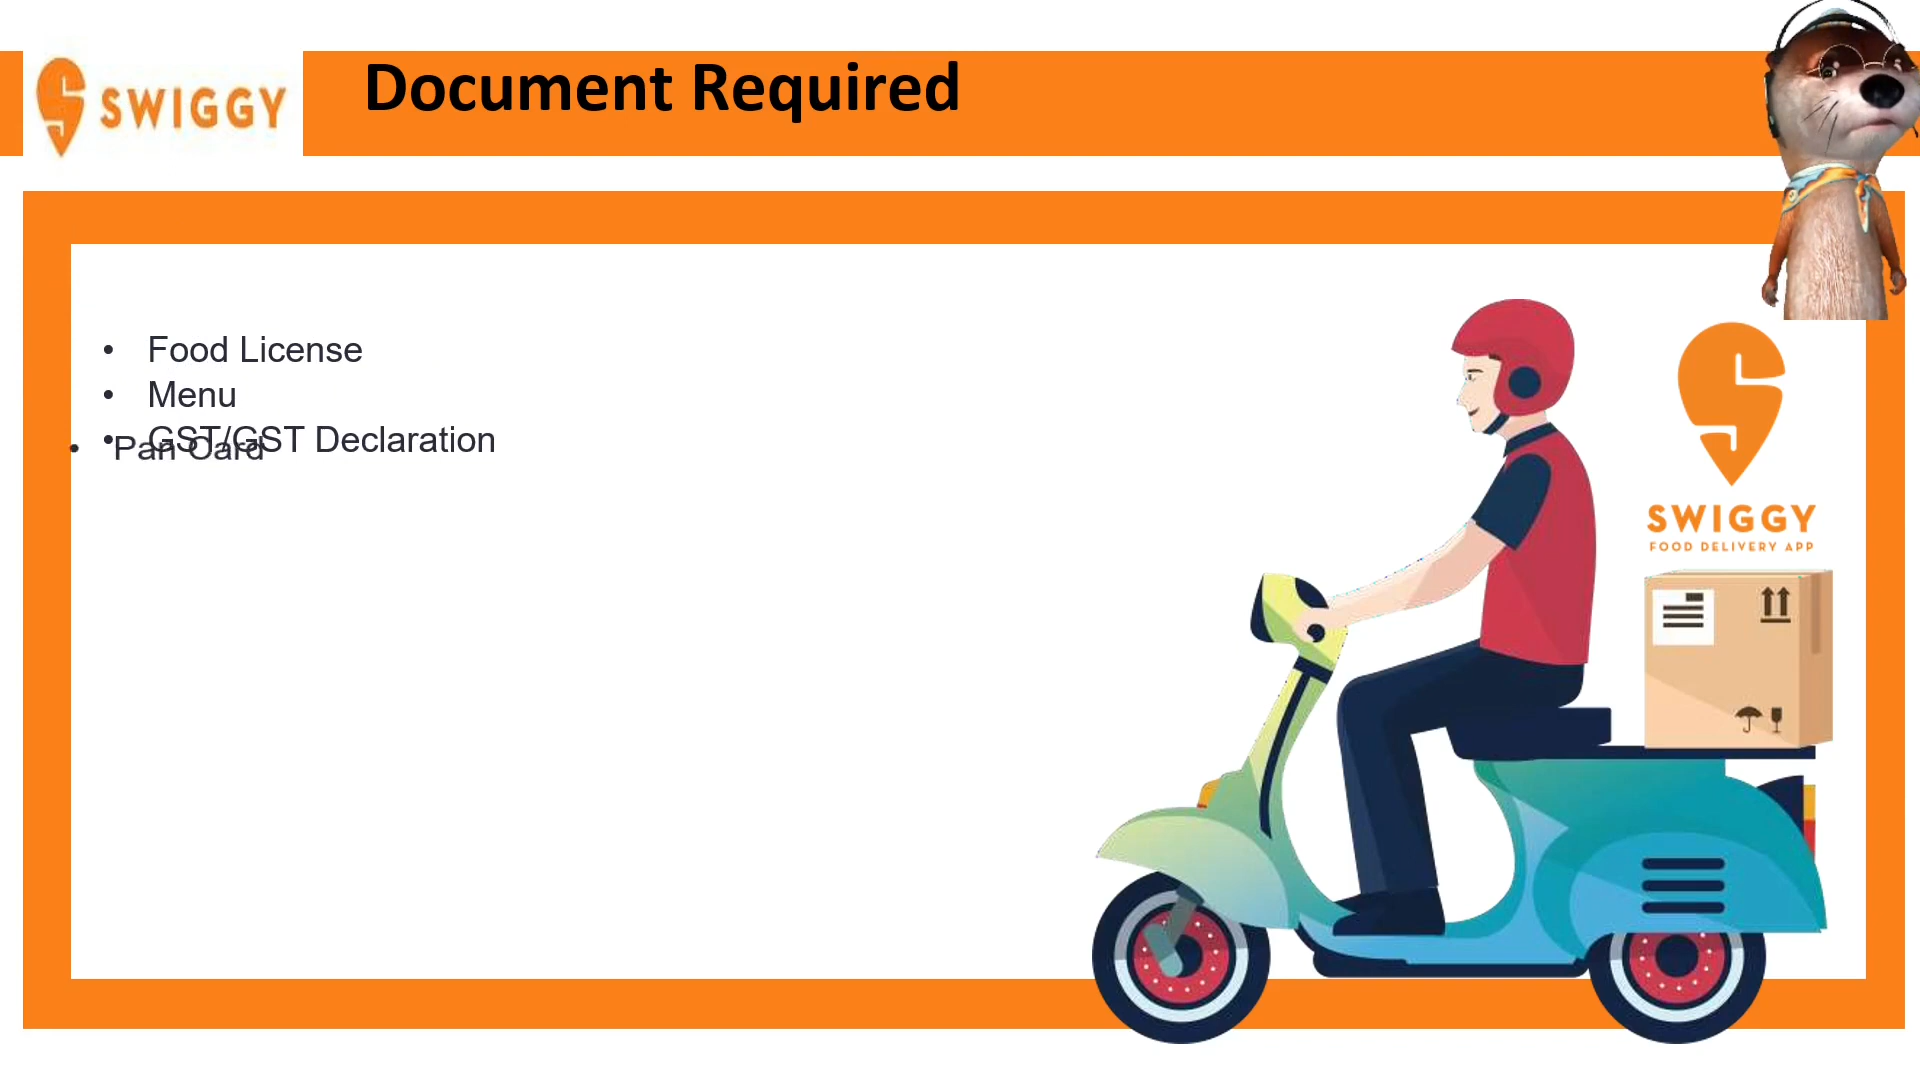 SWIGGY
Document Required
• Food License
• Menu
• GST/GST Declaration
• Pan Card
SWIGGY
FOOD DELIVERY APP